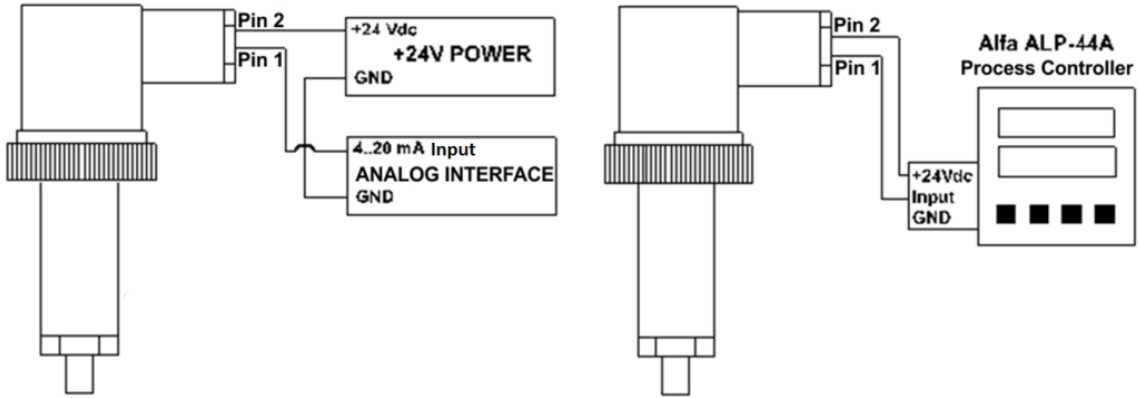 Pin 2
Pin 1
+24 Vdc
+24V POWER
GND
4..20 mA Input
ANALOG INTERFACE
GND
Pin 2
Pin 1
Alfa ALP-44A
Process Controller
+24Vdc
Input
GND